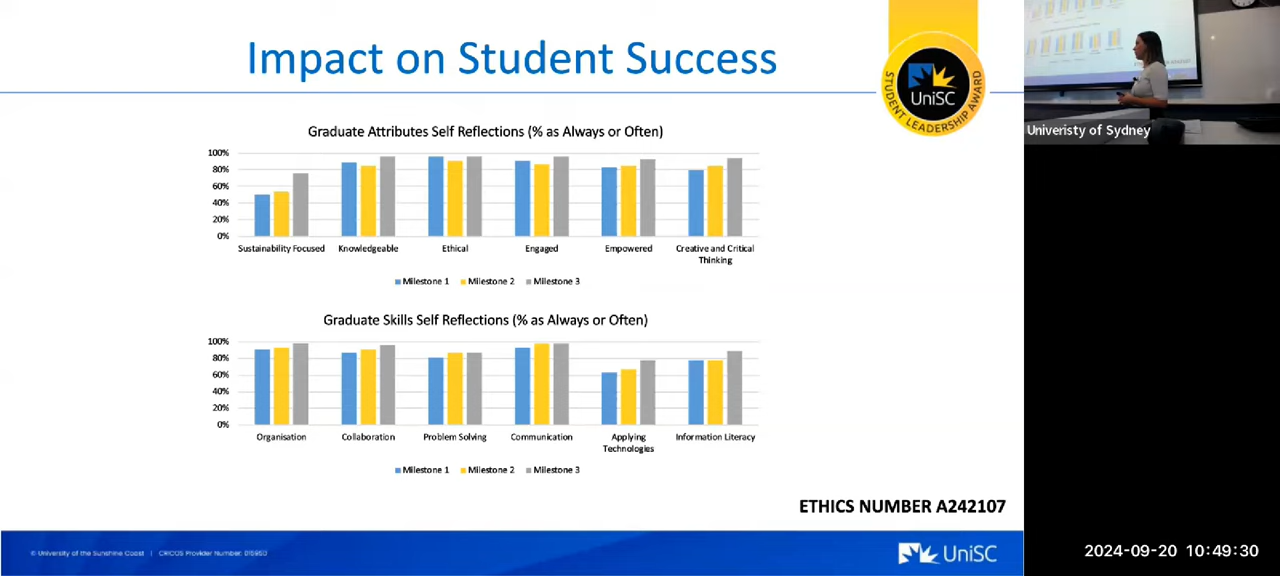 Impact on Student Success
STUDENT LEADERSHIP AWARD
UniSC
Univeristy of Sydney
Graduate Attributes Self Reflections (% as Always or Often)
100%
80%
60%
40%
20%
0%
Sustainability Focused
Knowledgeable
Ethical
Engaged
Empowered
Creative and Critical
Thinking
Milestone 1
Milestone 2
Milestone 3
Graduate Skills Self Reflections (% as Always or Often)
100%
80%
60%
40%
20%
0%
Organisation
Collaboration
Problem Solving
Communication
Applying
Technologies
Information Literacy
Milestone 1
Milestone 2
Milestone 3
ETHICS NUMBER A242107
© University of the Sunshine Coast | CRICOS Provider Number: 01595D
UniSC
2024-09-20 10:49:30